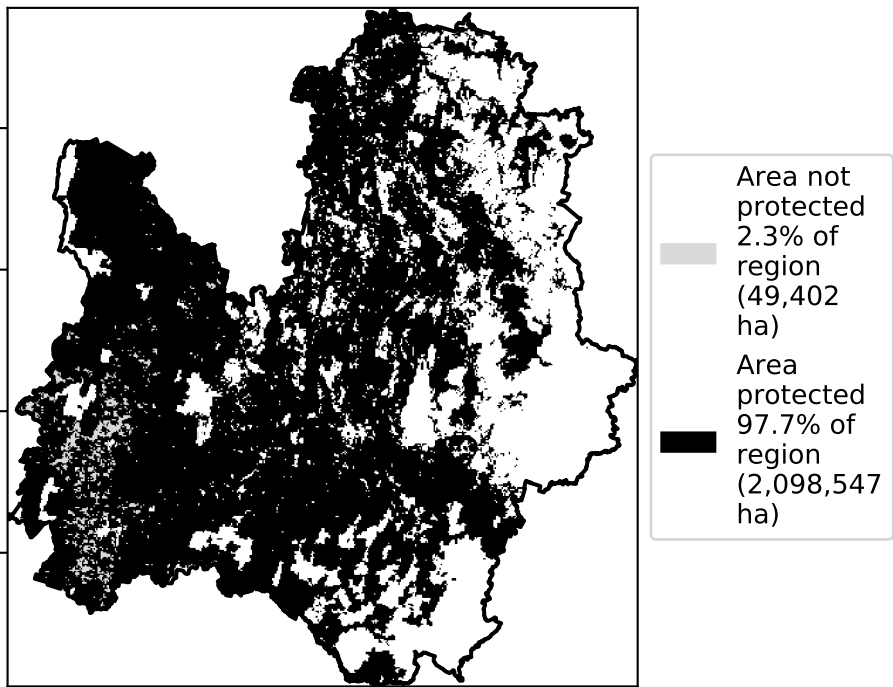 Area not
protected
2.3% of
region
(49,402
ha)
Area
protected
97.7% of
region
(2,098,547
ha)